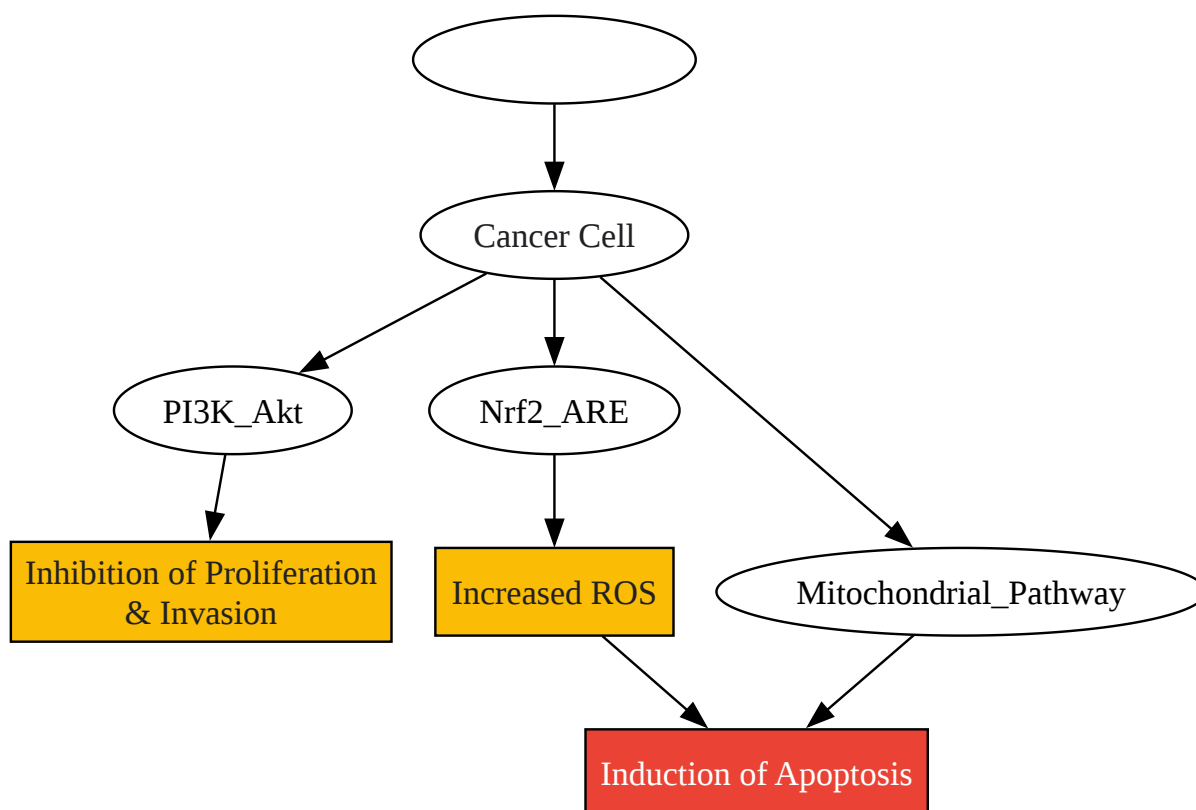 Cancer Cell
PI3K_Akt
Nrf2_ARE
Inhibition of Proliferation
& Invasion
Increased ROS
Mitochondrial_Pathway
Induction of Apoptosis